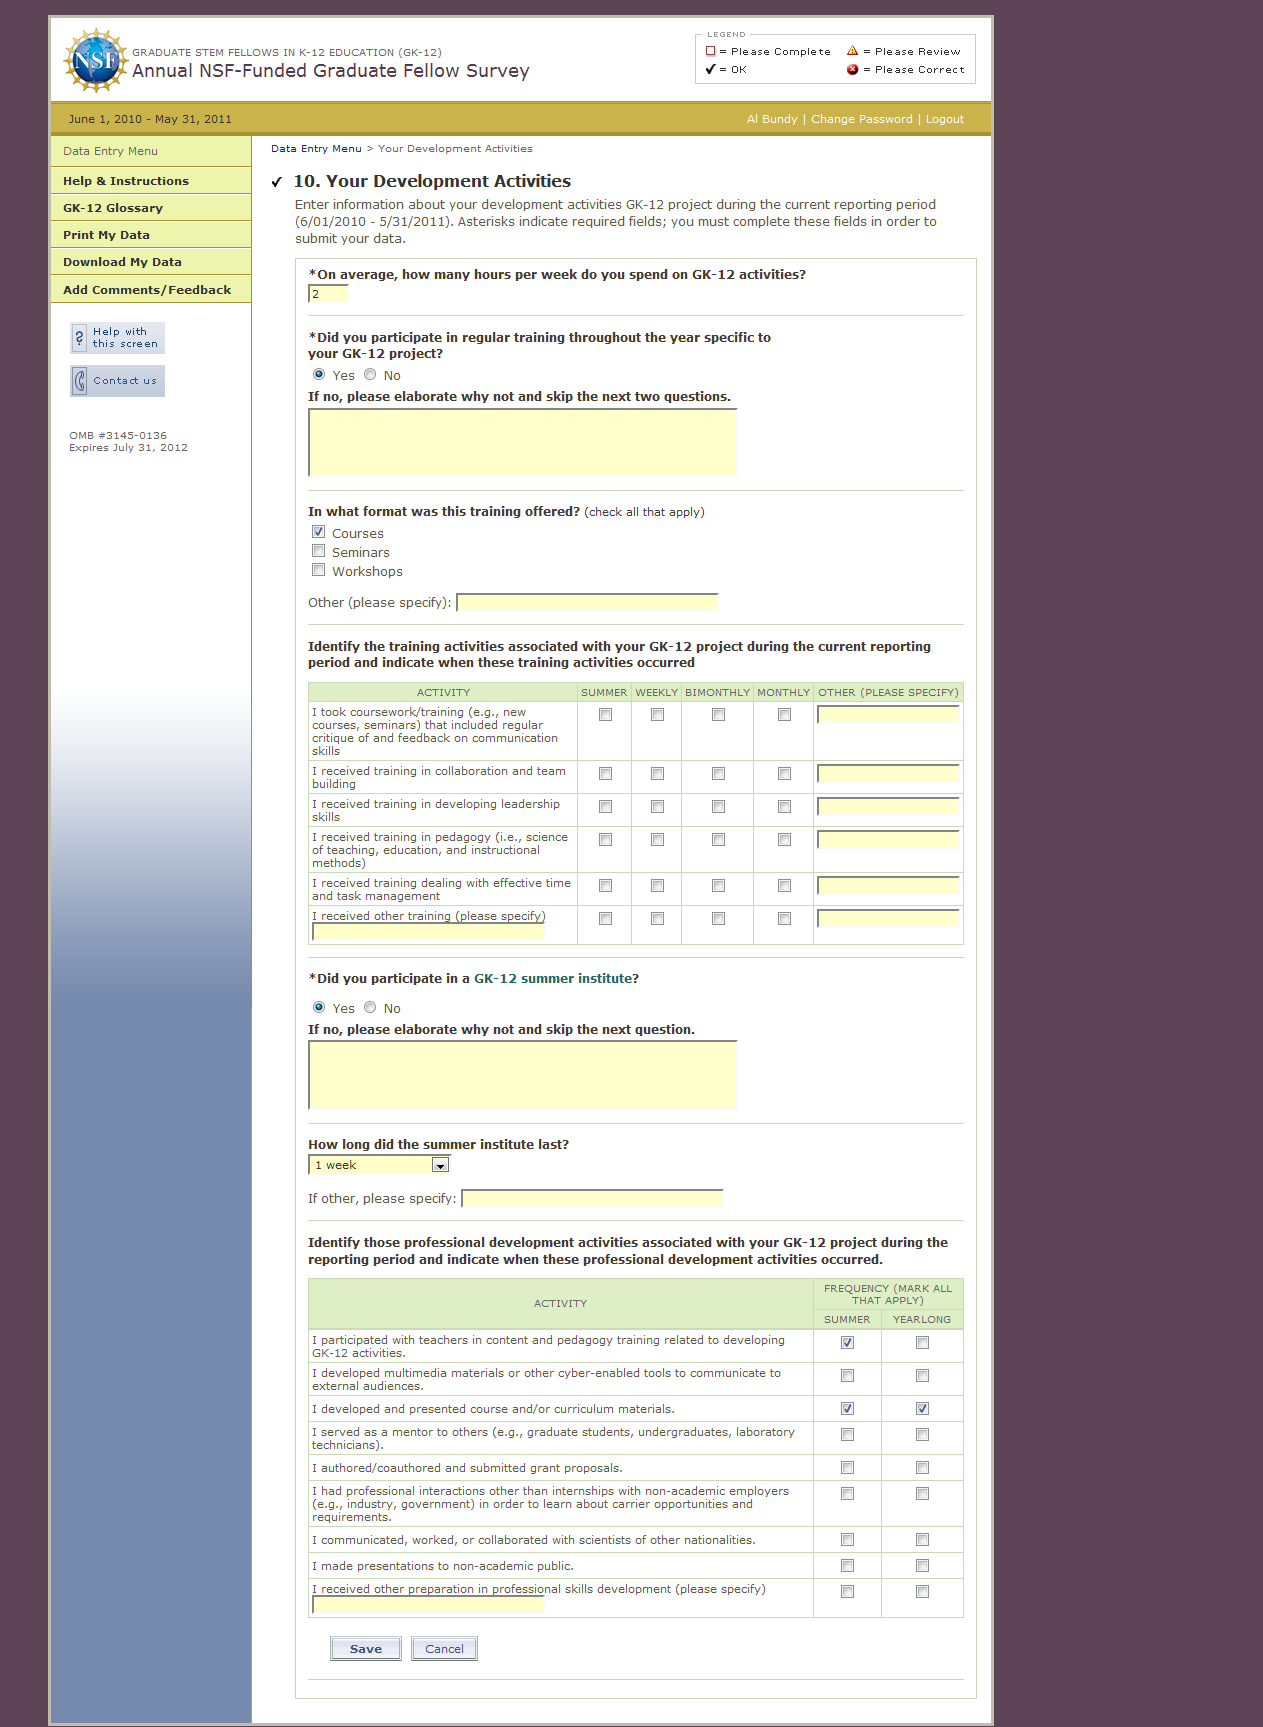 NSF
GRADUATE STEM FELLOWS IN K-12 EDUCATION (GK-12)
Annual NSF-Funded Graduate Fellow Survey
LEGEND
= Please Complete
= Please Review
= OK
= Please Correct
June 1, 2010 - May 31, 2011
Al Bundy | Change Password | Logout
Data Entry Menu
Help & Instructions
GK-12 Glossary
Print My Data
Download My Data
Add Comments/Feedback
? Help with
this screen
Contact us
OMB #3145-0136
Expires July 31, 2012
Data Entry Menu > Your Development Activities
10. Your Development Activities
Enter information about your development activities GK-12 project during the current reporting period
(6/01/2010 - 5/31/2011). Asterisks indicate required fields; you must complete these fields in order to
submit your data.
*On average, how many hours per week do you spend on GK-12 activities?
2
*Did you participate in regular training throughout the year specific to
your GK-12 project?
Yes No
If no, please elaborate why not and skip the next two questions.
In what format was this training offered? (check all that apply)
Courses
Seminars
Workshops
Other (please specify):
Identify the training activities associated with your GK-12 project during the current reporting
period and indicate when these training activities occurred
ACTIVITY SUMMER WEEKLY BIMONTHLY MONTHLY OTHER (PLEASE SPECIFY)
I took coursework/training (e.g., new
courses, seminars) that included regular
critique of and feedback on communication
skills
I received training in collaboration and team
building
I received training in developing leadership
skills
I received training in pedagogy (i.e., science
of teaching, education, and instructional
methods)
I received training dealing with effective time
and task management
I received other training (please specify)
*Did you participate in a GK-12 summer institute?
Yes No
If no, please elaborate why not and skip the next question.
How long did the summer institute last?
1 week
If other, please specify:
Identify those professional development activities associated with your GK-12 project during the
reporting period and indicate when these professional development activities occurred.
ACTIVITY
FREQUENCY (MARK ALL
THAT APPLY)
SUMMER YEARLONG
I participated with teachers in content and pedagogy training related to developing
GK-12 activities.
I developed multimedia materials or other cyber-enabled tools to communicate to
external audiences.
I developed and presented course and/or curriculum materials.
I served as a mentor to others (e.g., graduate students, undergraduates, laboratory
technicians).
I authored/coauthored and submitted grant proposals.
I had professional interactions other than internships with non-academic employers
(e.g., industry, government) in order to learn about carrier opportunities and
requirements.
I communicated, worked, or collaborated with scientists of other nationalities.
I made presentations to non-academic public.
I received other preparation in professional skills development (please specify)
Save Cancel